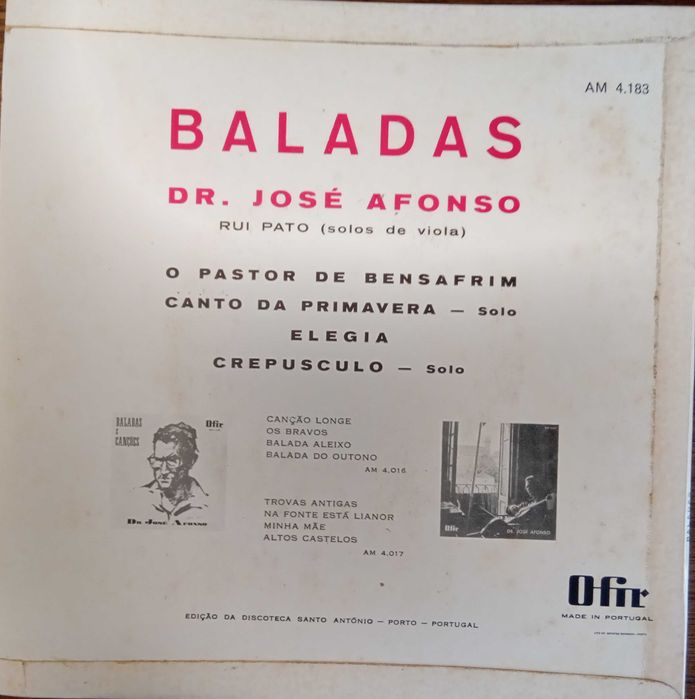 AM 4.183
BALADAS
DR. JOSÉ AFONSO
RUI PATO (solos de viola)
O PASTOR DE BENSAFRIM
CANTO DA PRIMAVERA — Solo
ELEGIA
CREPUSCULO — Solo
BALADAS
E
CANÇÕES
Ofir
DR. JOSÉ AFONSO
CANÇÃO LONGE
OS BRAVOS
BALADA ALEIXO
BALADA DO OUTONO
AM 4.016
TROVAS ANTIGAS
NA FONTE ESTÁ LIANOR
MINHA MÃE
ALTOS CASTELOS
AM 4.017
Ofir
DR. JOSÉ AFONSO
Ofir
MADE IN PORTUGAL
EDIÇÃO DA DISCOTECA SANTO ANTÓNIO — PORTO — PORTUGAL